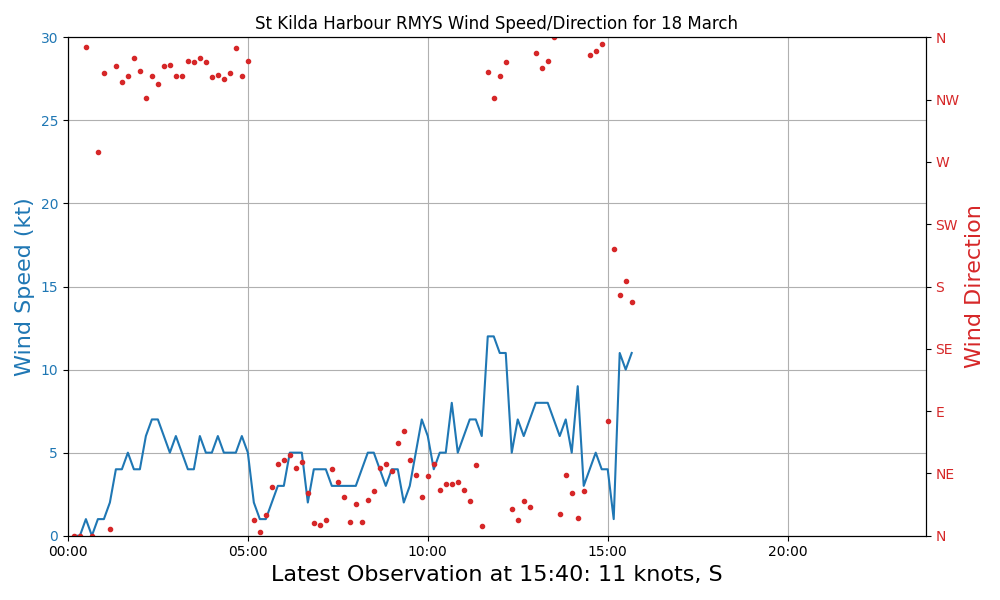 St Kilda Harbour RMYS Wind Speed/Direction for 18 March
Wind Speed (kt)
30
25
20
15
10
5
0
00:00
05:00
10:00
15:00
20:00
N
NW
W
SW
S
SE
E
NE
N
Wind Direction
Latest Observation at 15:40: 11 knots, S